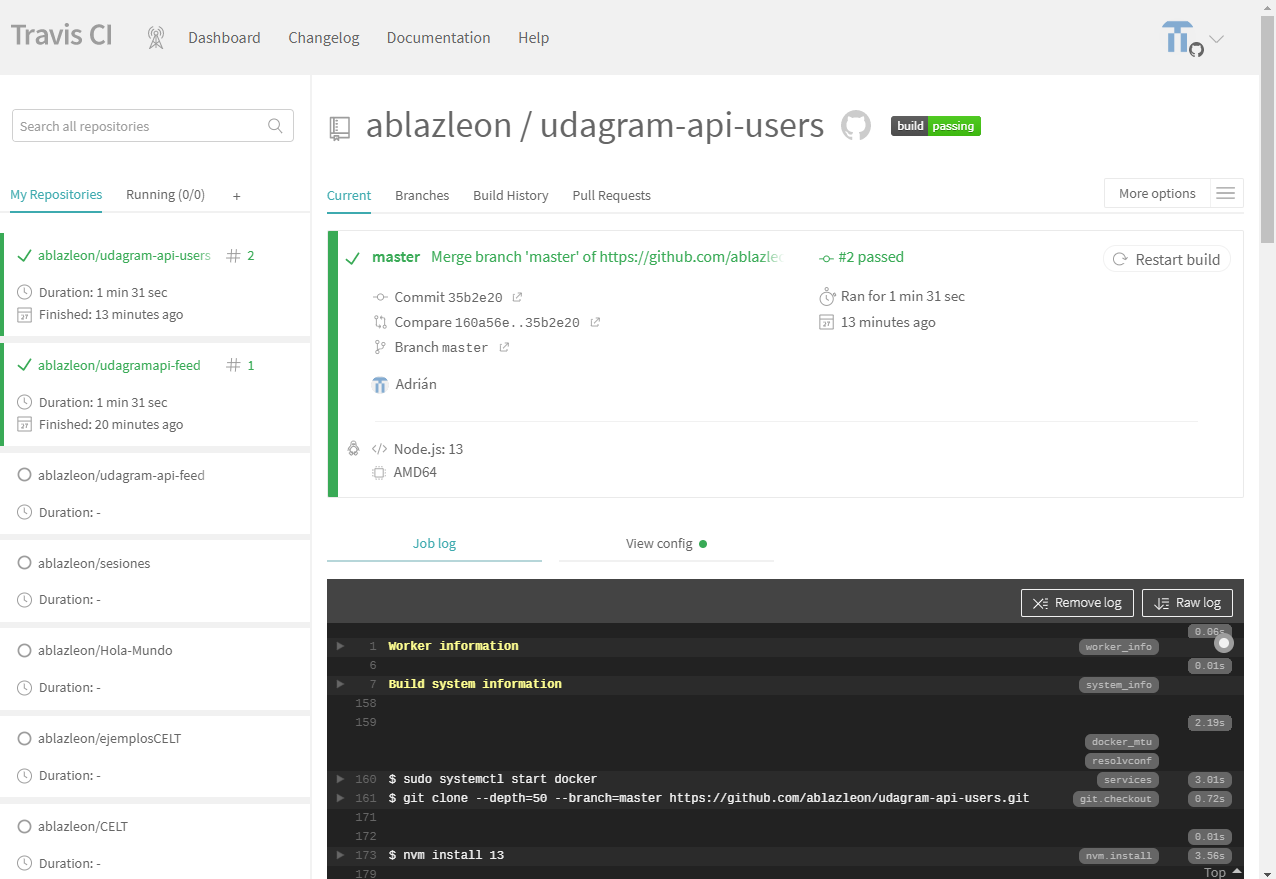 Travis CI
Dashboard Changelog Documentation Help
Search all repositories
My Repositories Running (0/0) +
ablazleon/udagram-api-users # 2
Duration: 1 min 31 sec
Finished: 13 minutes ago
ablazleon/udagramapi-feed # 1
Duration: 1 min 31 sec
Finished: 20 minutes ago
ablazleon/udagram-api-feed
Duration: -
ablazleon/sesiones
Duration: -
ablazleon/Hola-Mundo
Duration: -
ablazleon/ejemplosCELT
Duration: -
ablazleon/CELT
Duration: -
ablazleon / udagram-api-users build passing
Current Branches Build History Pull Requests More options
master Merge branch 'master' of https://github.com/ablazleo
#2 passed
Restart build
Commit 35b2e20
Compare 160a56e..35b2e20
Branch master
Ran for 1 min 31 sec
13 minutes ago
Adrián
</> Node.js: 13
AMD64
Job log View config
Remove log Raw log
0.06s
1 Worker information worker_info
6 0.01s
7 Build system information system_info
158
159 2.19s
docker_mtu
resolvconf
160 $ sudo systemctl start docker services 3.01s
161 $ git clone --depth=50 --branch=master https://github.com/ablazleon/udagram-api-users.git git.checkout 0.72s
171
172 0.01s
173 $ nvm install 13 nvm.install 3.56s
179 Top